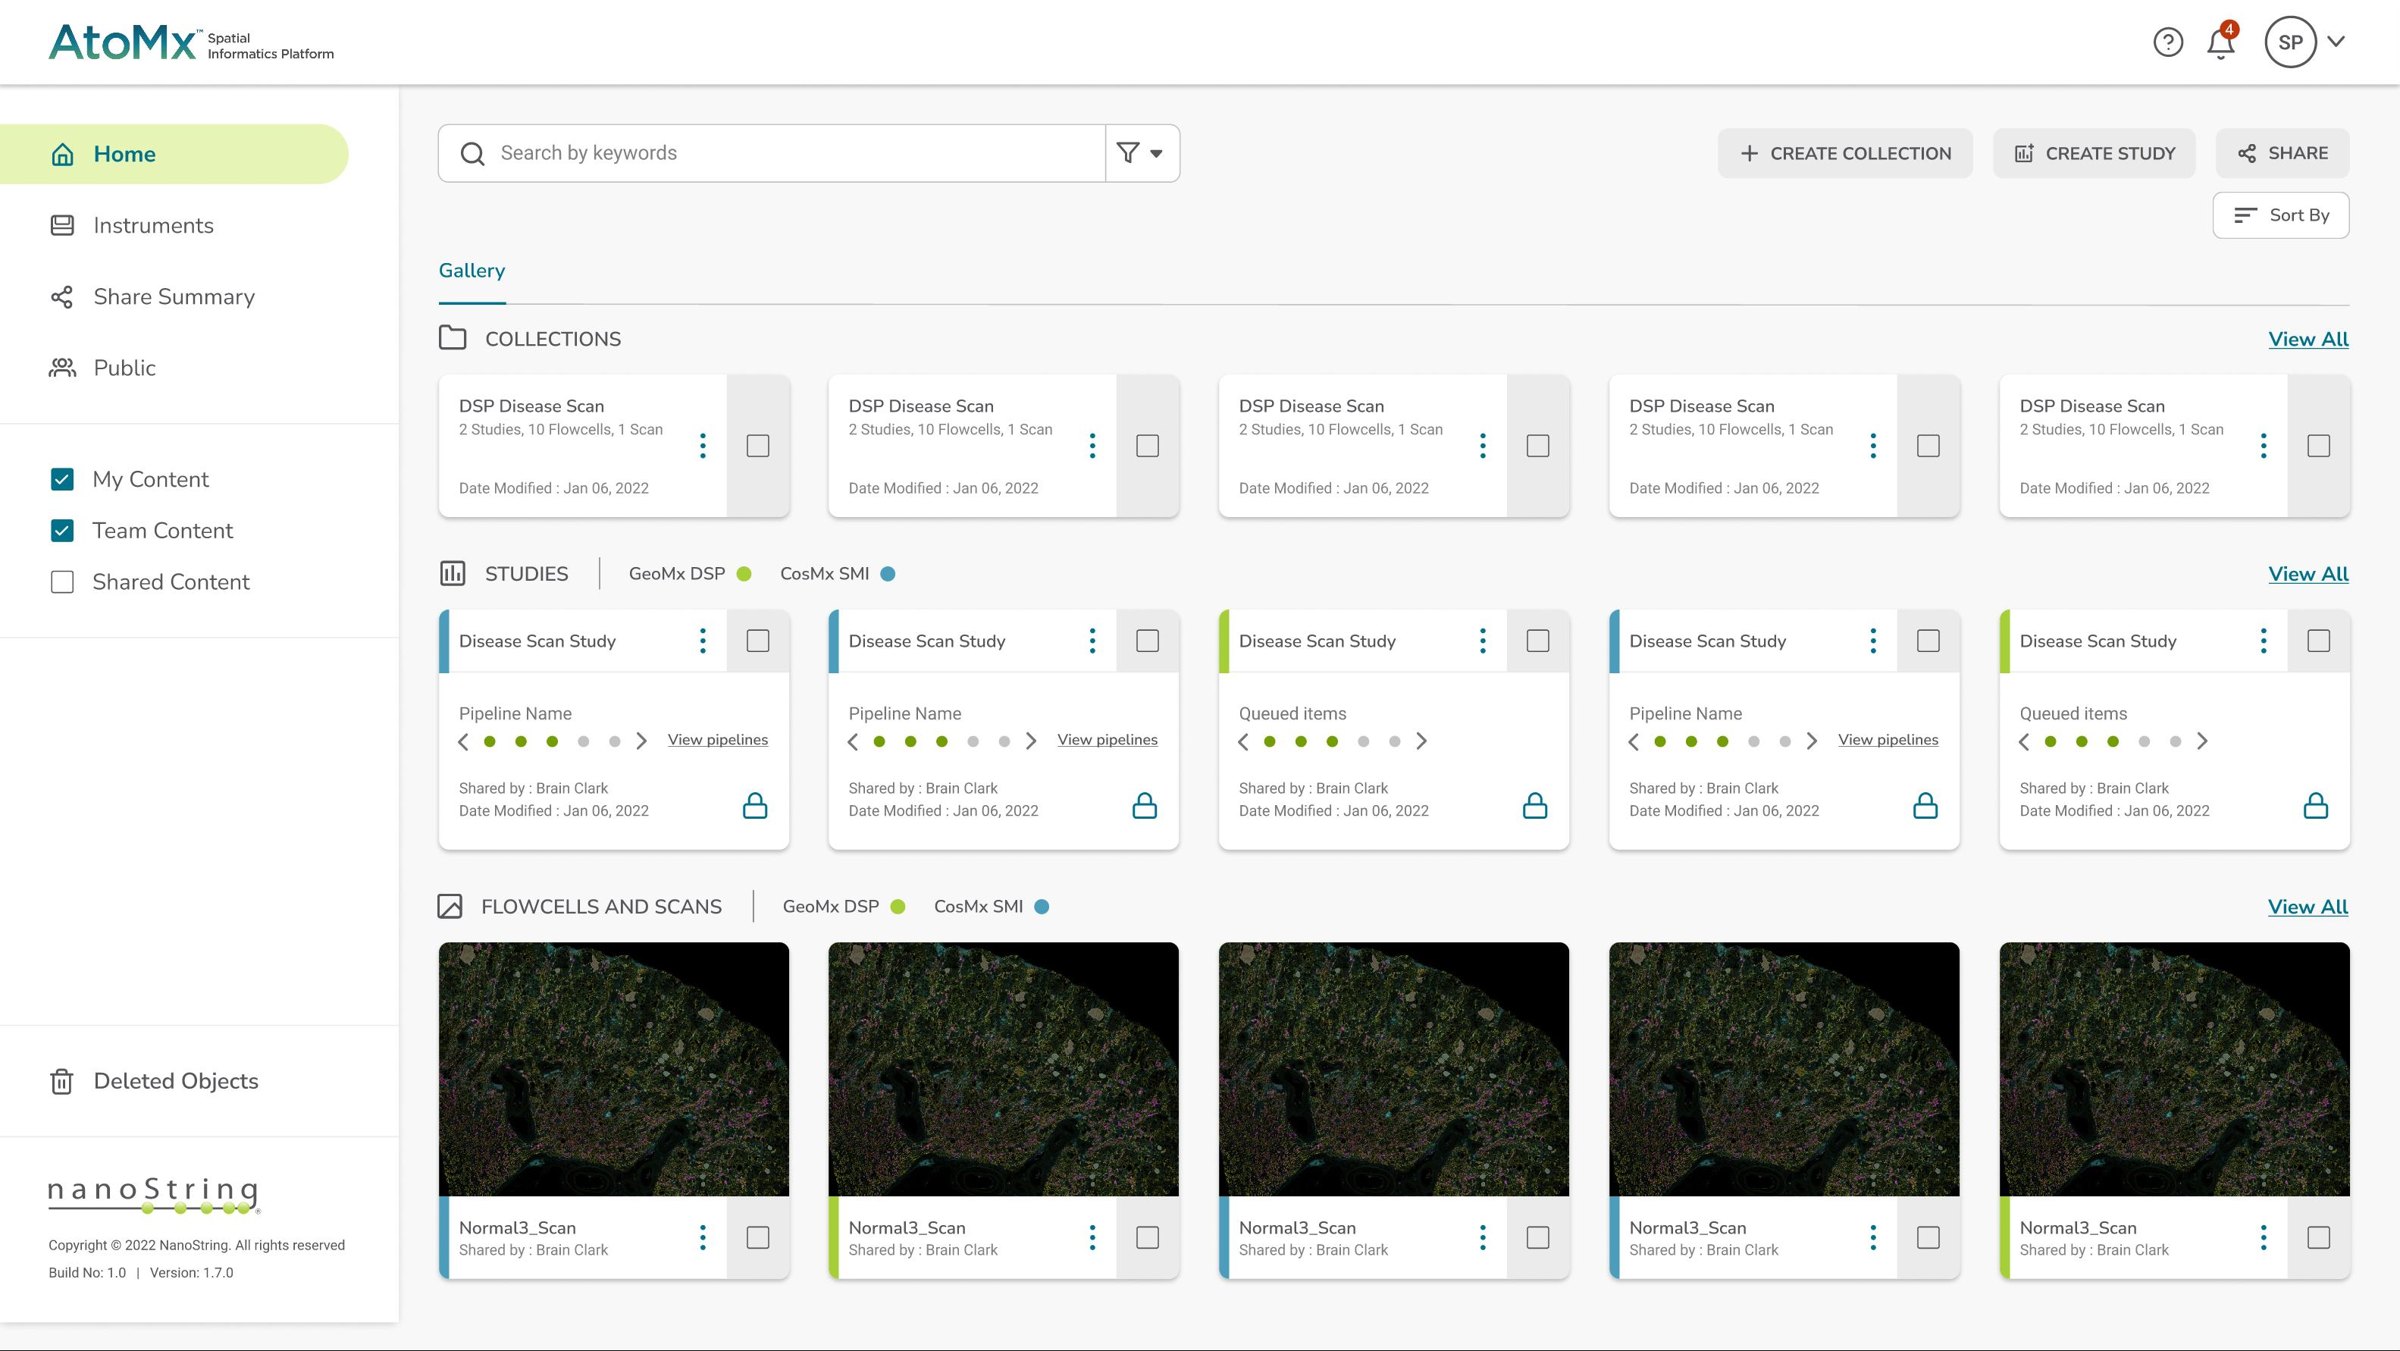 AtoMx™ Spatial
Informatics Platform
4
SP
Home
Instruments
Share Summary
Public
My Content
Team Content
Shared Content
Deleted Objects
nanoString®
Copyright © 2022 NanoString. All rights reserved
Build No: 1.0 | Version: 1.7.0
Search by keywords
CREATE COLLECTION
CREATE STUDY
SHARE
Sort By
Gallery
COLLECTIONS
View All
DSP Disease Scan
2 Studies, 10 Flowcells, 1 Scan
Date Modified : Jan 06, 2022
DSP Disease Scan
2 Studies, 10 Flowcells, 1 Scan
Date Modified : Jan 06, 2022
DSP Disease Scan
2 Studies, 10 Flowcells, 1 Scan
Date Modified : Jan 06, 2022
DSP Disease Scan
2 Studies, 10 Flowcells, 1 Scan
Date Modified : Jan 06, 2022
DSP Disease Scan
2 Studies, 10 Flowcells, 1 Scan
Date Modified : Jan 06, 2022
STUDIES
GeoMx DSP
CosMx SMI
View All
Disease Scan Study
Pipeline Name
View pipelines
Shared by : Brain Clark
Date Modified : Jan 06, 2022
Disease Scan Study
Pipeline Name
View pipelines
Shared by : Brain Clark
Date Modified : Jan 06, 2022
Disease Scan Study
Queued items
Shared by : Brain Clark
Date Modified : Jan 06, 2022
Disease Scan Study
Pipeline Name
View pipelines
Shared by : Brain Clark
Date Modified : Jan 06, 2022
Disease Scan Study
Queued items
Shared by : Brain Clark
Date Modified : Jan 06, 2022
FLOWCELLS AND SCANS
GeoMx DSP
CosMx SMI
View All
Normal3_Scan
Shared by : Brain Clark
Normal3_Scan
Shared by : Brain Clark
Normal3_Scan
Shared by : Brain Clark
Normal3_Scan
Shared by : Brain Clark
Normal3_Scan
Shared by : Brain Clark